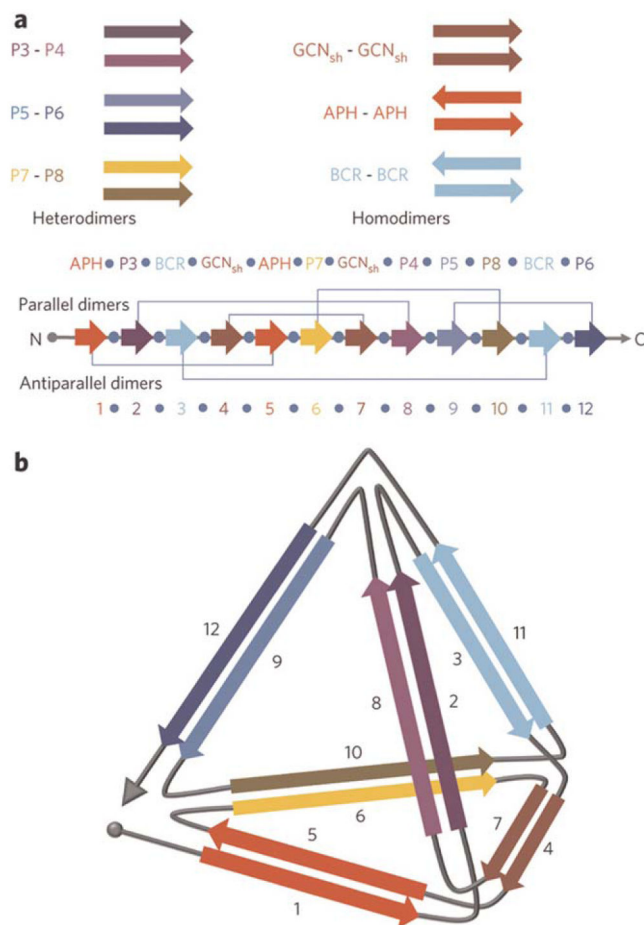 a
P3 - P4
GCNsh - GCNsh
P5 - P6
APH - APH
P7 - P8
BCR - BCR
Heterodimers
Homodimers
APH • P3 • BCR • GCNsh • APH • P7 • GCNsh • P4 • P5 • P8 • BCR • P6
Parallel dimers
N
C
Antiparallel dimers
1 • 2 • 3 • 4 • 5 • 6 • 7 • 8 • 9 • 10 • 11 • 12
b
12
11
9
3
8
2
10
7
6
4
5
1